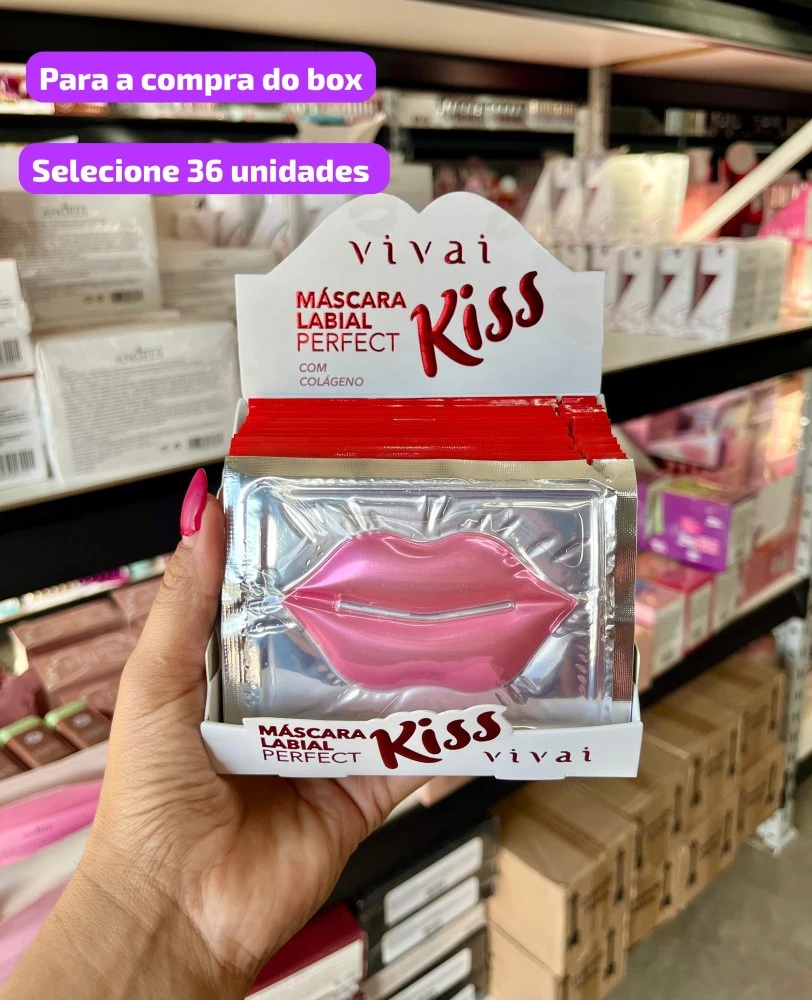 Para a compra do box
Selecione 36 unidades
vivai
MÁSCARA
LABIAL
PERFECT
Kiss
COM
COLÁGENO
MÁSCARA
LABIAL
PERFECT
Kiss
vivai